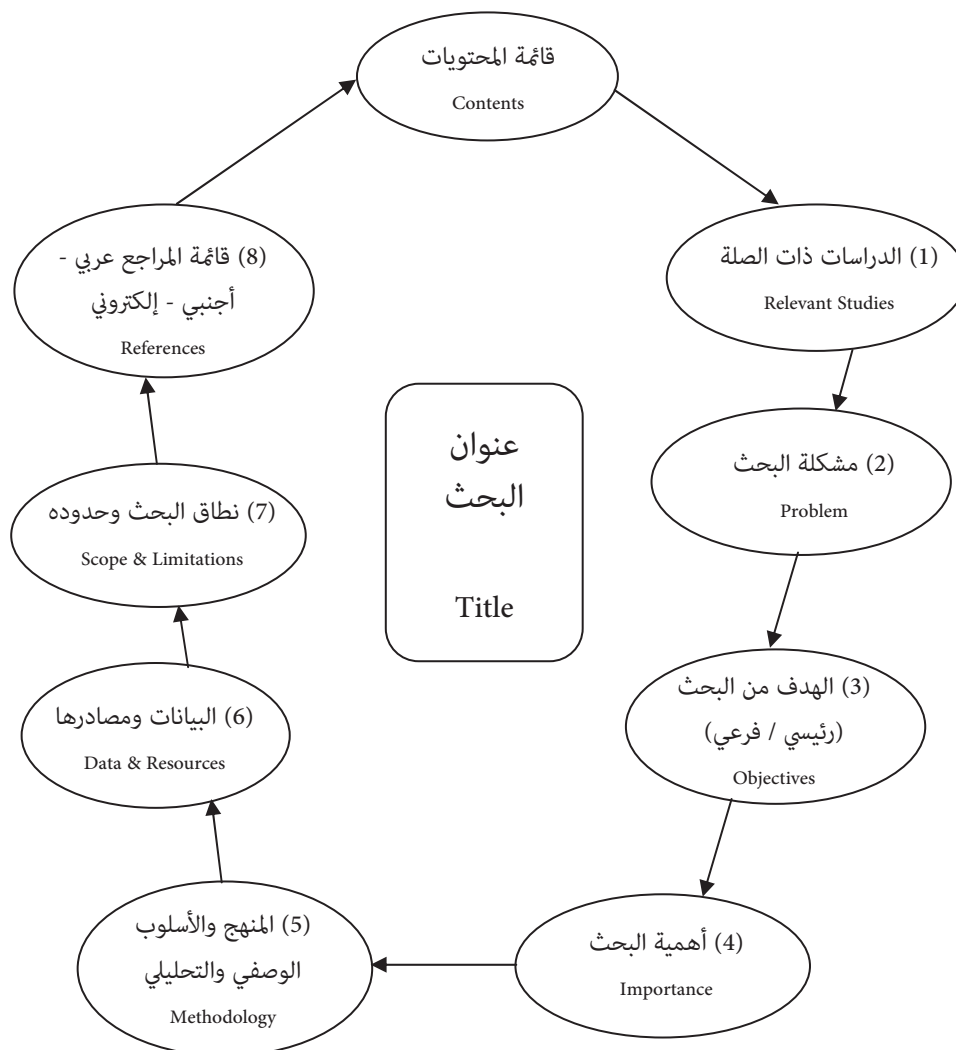 قائمة المحتويات
Contents
(1) الدراسات ذات الصلة
Relevant Studies
(2) مشكلة البحث
Problem
(3) الهدف من البحث
(رئيسي / فرعي)
Objectives
(4) أهمية البحث
Importance
(5) المنهج والأسلوب
الوصفي والتحليلي
Methodology
(6) البيانات ومصادرها
Data & Resources
(7) نطاق البحث وحدوده
Scope & Limitations
(8) قائمة المراجع عربي -
أجنبي - إلكتروني
References
عنوان
البحث
Title